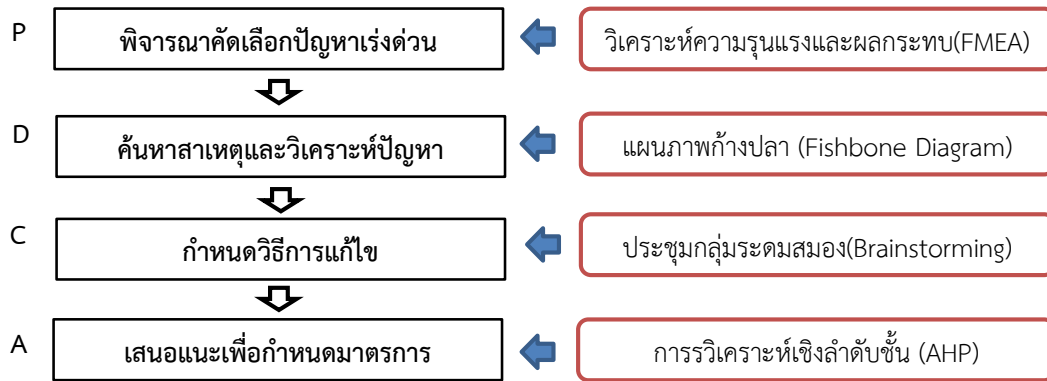 P
พิจารณาคัดเลือกปัญหาเร่งด่วน
วิเคราะห์ความรุนแรงและผลกระทบ(FMEA)
D
ค้นหาสาเหตุและวิเคราะห์ปัญหา
แผนภาพก้างปลา (Fishbone Diagram)
C
กำหนดวิธีการแก้ไข
ประชุมกลุ่มระดมสมอง(Brainstorming)
A
เสนอแนะเพื่อกำหนดมาตรการ
การรวิเคราะห์เชิงลำดับชั้น (AHP)